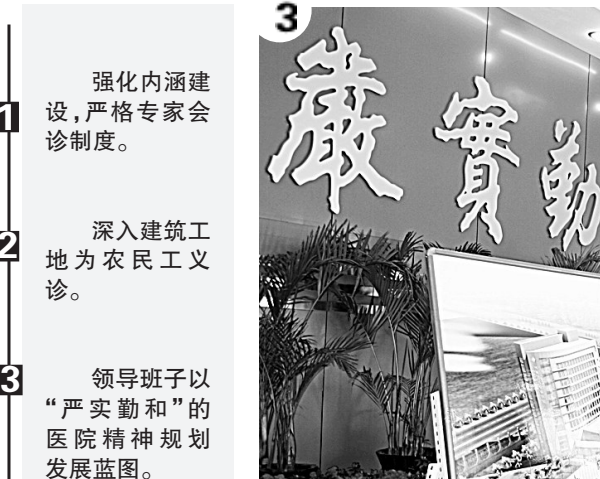 1
强化内涵建
设,严格专家会
诊制度。
2
深入建筑工
地为农民工义
诊。
3
领导班子以
“严实勤和”的
医院精神规划
发展蓝图。
3
嚴實勤